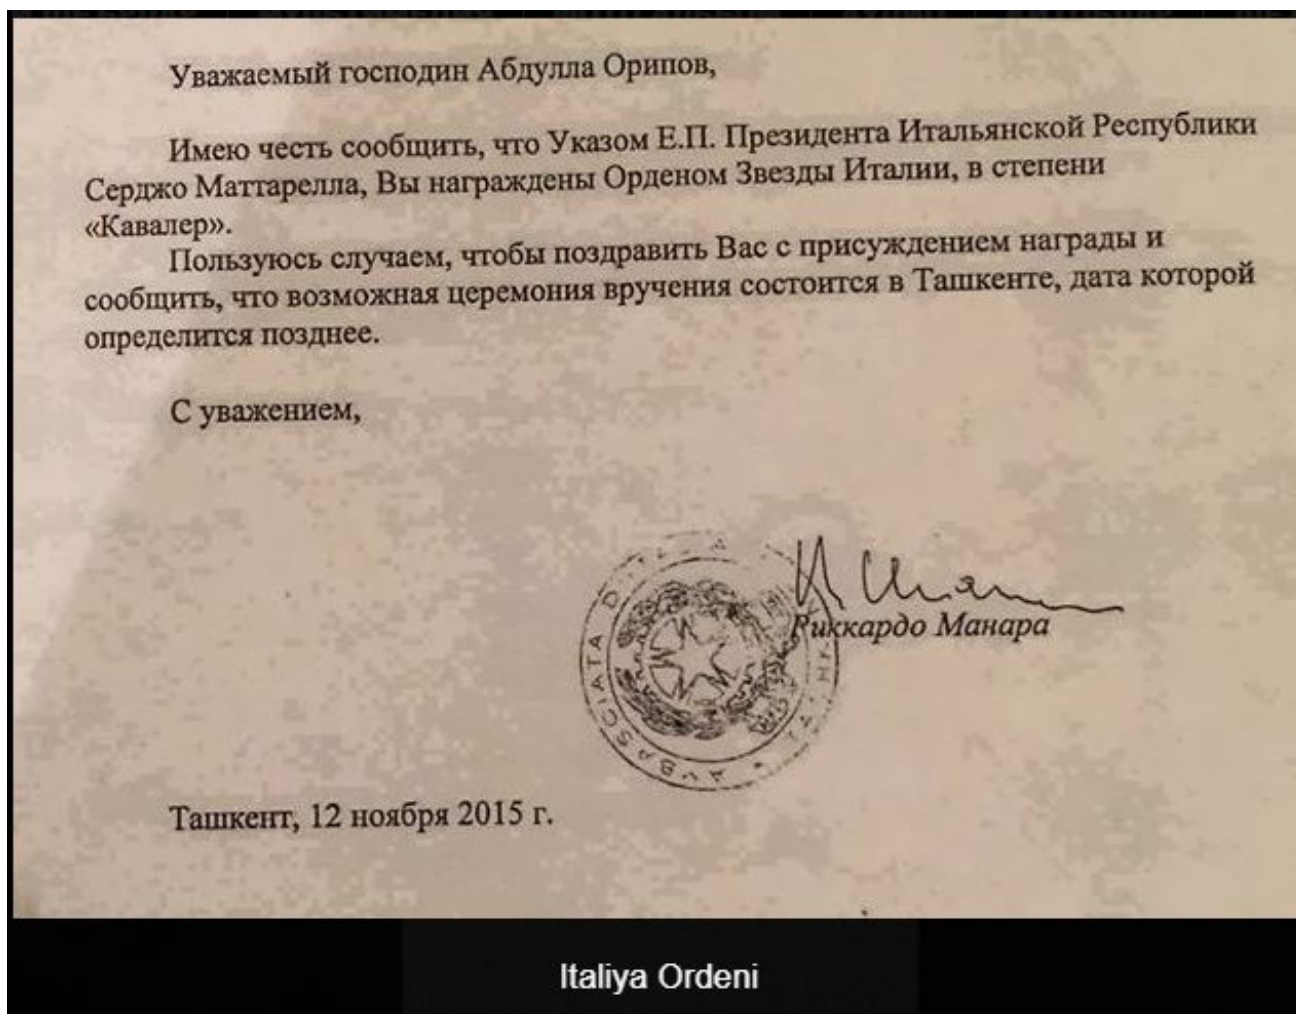 Уважаемый господин Абдулла Орипов,
Имею честь сообщить, что Указом Е.П. Президента Итальянской Республики
Серджо Маттарелла, Вы награждены Орденом Звезды Италии, в степени
«Кавалер».
Пользуюсь случаем, чтобы поздравить Вас с присуждением награды и
сообщить, что возможная церемония вручения состоится в Ташкенте, дата которой
определится позднее.
С уважением,
Риккардо Манара
Ташкент, 12 ноября 2015 г.
Italiya Ordeni